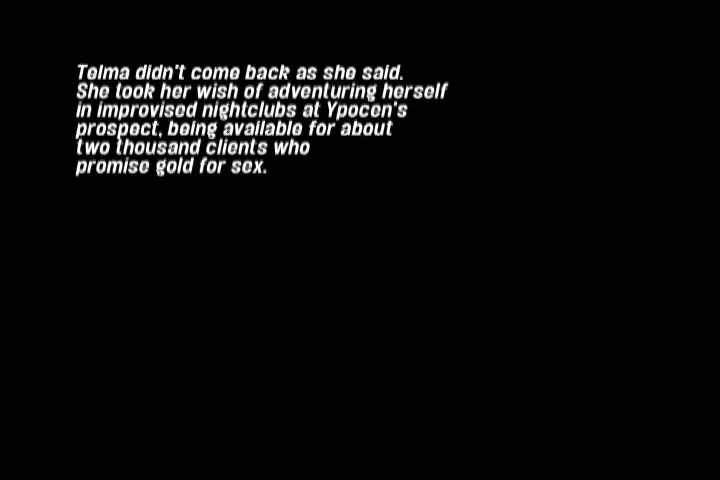 Telma didn't come back as she said.
She took her wish of adventuring herself
in improvised nightclubs at Ypocen's
prospect, being available for about
two thousand clients who
promise gold for sex.